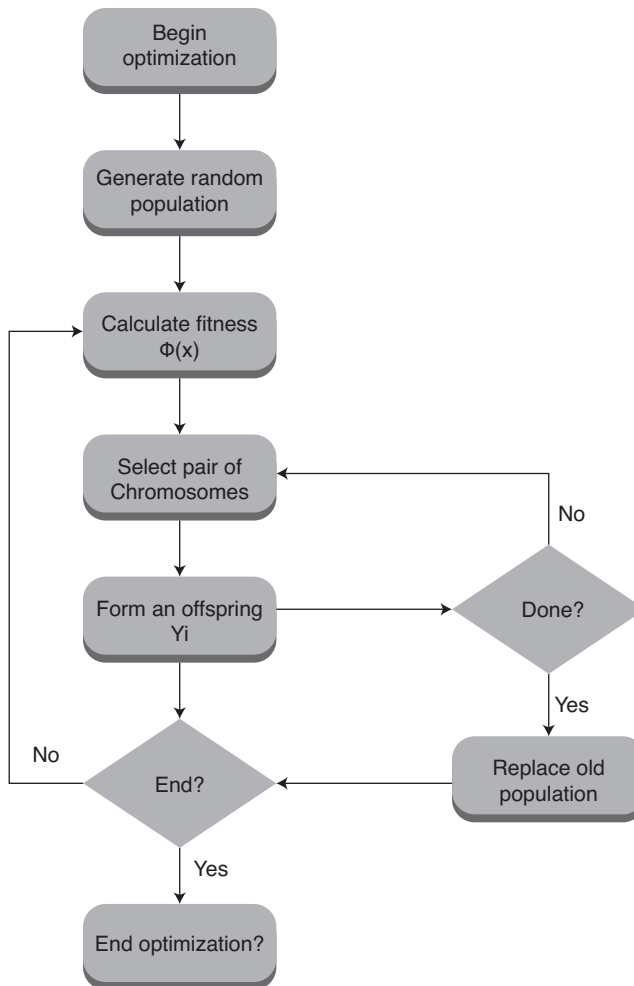 Begin
optimization
Generate random
population
Calculate fitness
Φ(x)
Select pair of
Chromosomes
No
Form an offspring
Yi
Done?
Yes
No
End?
Replace old
population
Yes
End optimization?